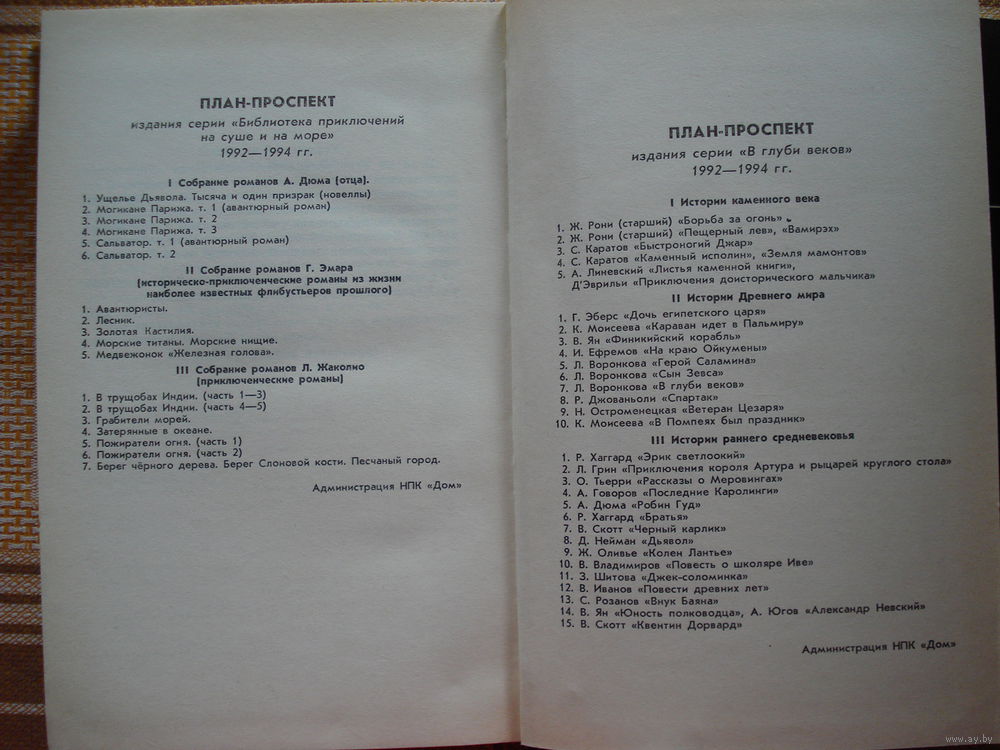 ПЛАН-ПРОСПЕКТ
издания серии «Библиотека приключений
на суше и на море»
1992—1994 гг.
I Собрание романов А. Дюма (отца).
1. Ущелье Дьявола. Тысяча и один призрак (новеллы)
2. Могикане Парижа. т. 1 (авантюрный роман)
3. Могикане Парижа. т. 2
4. Могикане Парижа. т. 3
5. Сальватор. т. 1 (авантюрный роман)
6. Сальватор. т. 2
II Собрание романов Г. Эмара
(историческо-приключенческие романы из жизни
наиболее известных флибустьеров прошлого)
1. Авантюристы.
2. Лесник.
3. Золотая Кастилия.
4. Морские титаны. Морские нищие.
5. Медвежонок «Железная голова».
III Собрание романов Л. Жаколио
(приключенческие романы)
1. В трущобах Индии. (часть 1—3)
2. В трущобах Индии. (часть 4—5)
3. Грабители морей.
4. Затерянные в океане.
5. Пожиратели огня. (часть 1)
6. Пожиратели огня. (часть 2)
7. Берег чёрного дерева. Берег Слоновой кости. Песчаный город.
Администрация НПК «Дом»
ПЛАН-ПРОСПЕКТ
издания серии «В глуби веков»
1992—1994 гг.
I Истории каменного века
1. Ж. Рони (старший) «Борьба за огонь»
2. Ж. Рони (старший) «Пещерный лев», «Вамирэх»
3. С. Каратов «Быстроногий Джар»
4. С. Каратов «Каменный исполин», «Земля мамонтов»
5. А. Линевский «Листья каменной книги»,
Д'Эврильи «Приключения доисторического мальчика»
II Истории Древнего мира
1. Г. Эберс «Дочь египетского царя»
2. К. Моисеева «Караван идет в Пальмиру»
3. В. Ян «Финикийский корабль»
4. И. Ефремов «На краю Ойкумены»
5. Л. Воронкова «Герой Саламина»
6. Л. Воронкова «Сын Зевса»
7. Л. Воронкова «В глуби веков»
8. Р. Джованьоли «Спартак»
9. Н. Остроменецкая «Ветеран Цезаря»
10. К. Моисеева «В Помпеях был праздник»
III Истории раннего средневековья
1. Р. Хаггард «Эрик светлоокий»
2. Л. Грин «Приключения короля Артура и рыцарей круглого стола»
3. О. Тьерри «Рассказы о Меровингах»
4. А. Говоров «Последние Каролинги»
5. А. Дюма «Робин Гуд»
6. Р. Хаггард «Братья»
7. В. Скотт «Черный карлик»
8. Д. Нейман «Дьявол»
9. Ж. Оливье «Колен Лантье»
10. В. Владимиров «Повесть о школяре Иве»
11. З. Шитова «Джек-соломинка»
12. В. Иванов «Повести древних лет»
13. С. Розанов «Внук Баяна»
14. В. Ян «Юность полководца», А. Югов «Александр Невский»
15. В. Скотт «Квентин Дорвард»
Администрация НПК «Дом»
www.ay.by